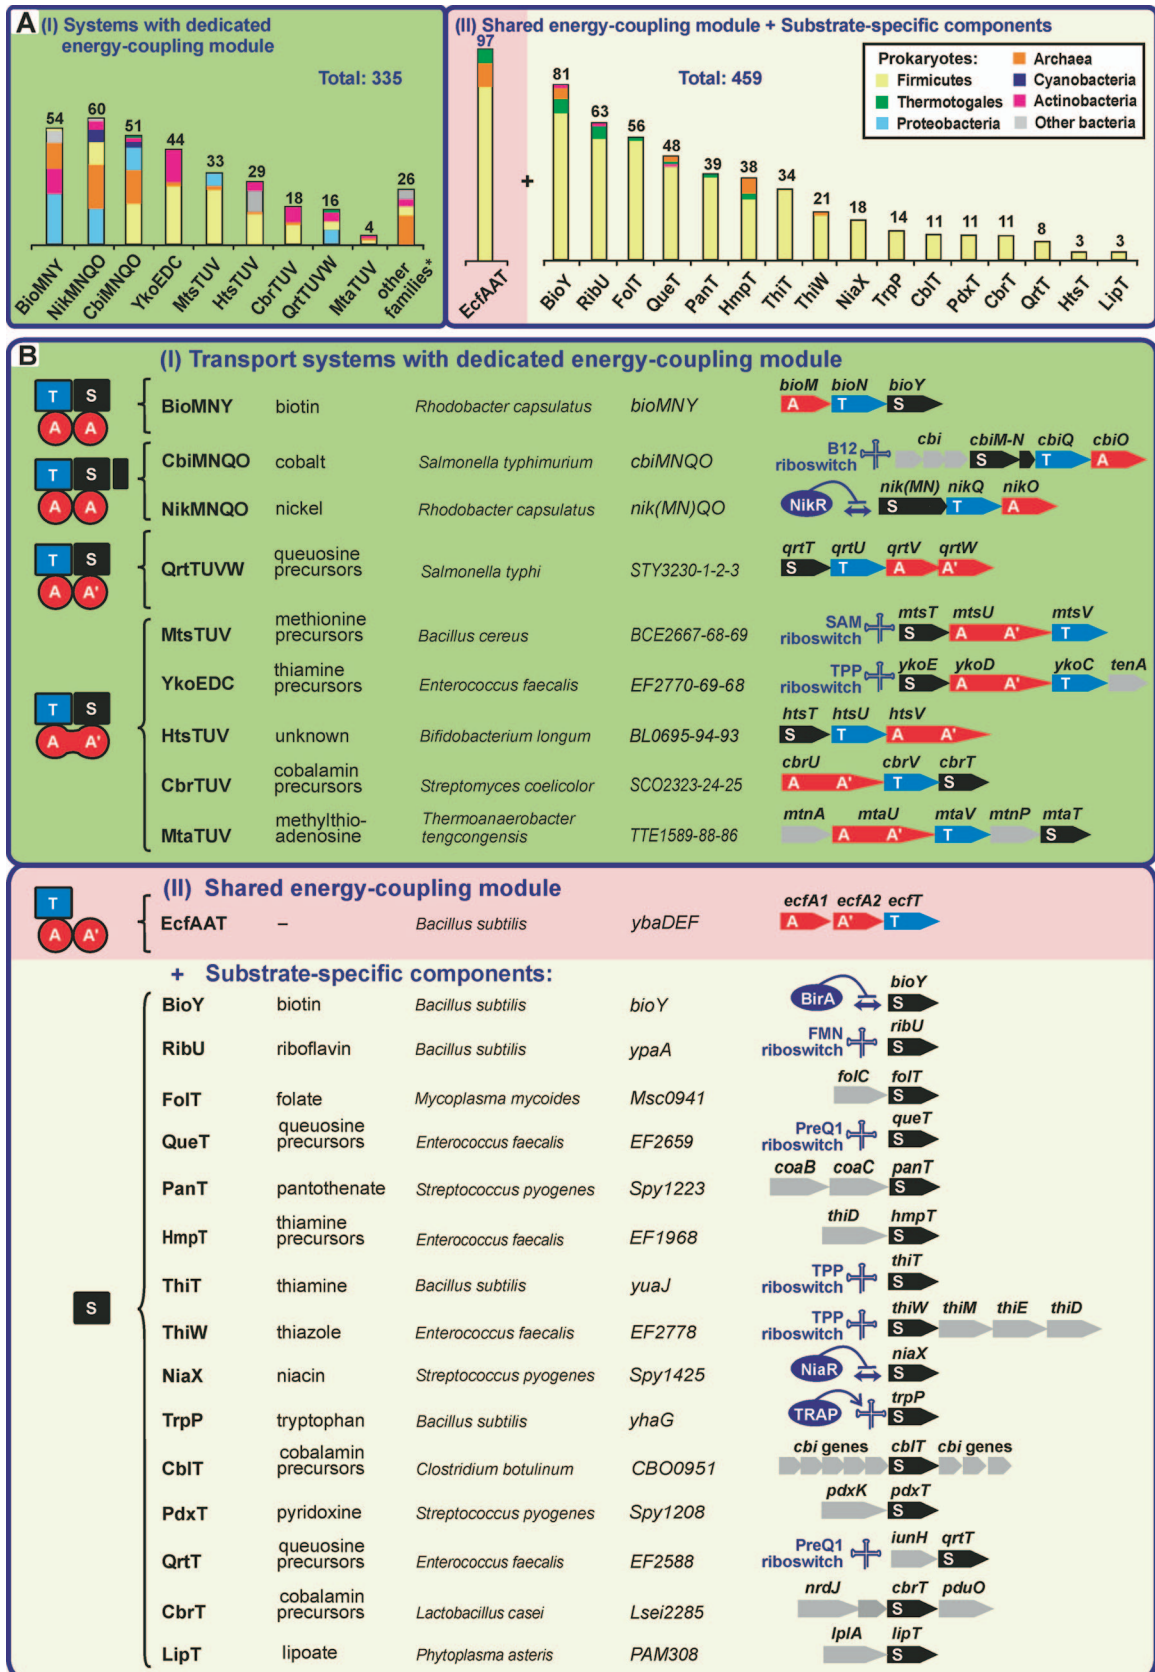 A (I) Systems with dedicated
energy-coupling module
Total: 335
54
60
51
44
33
29
18
16
4
26
BioMNY
NikMNQO
CbiMNQO
YkoEDC
MtsTUV
HtsTUV
CbrTUV
QrtTUVW
MtaTUV
other
families*
(II) Shared energy-coupling module + Substrate-specific components
97
EcfAAT
+
Total: 459
81
63
56
48
39
38
34
21
18
14
11
11
11
8
3
3
BioY
RibU
FolT
QueT
PanT
HmpT
ThiT
ThiW
NiaX
TrpP
CblT
PdxT
CbrT
QrtT
HtsT
LipT
Prokaryotes:
Firmicutes
Thermotogales
Proteobacteria
Archaea
Cyanobacteria
Actinobacteria
Other bacteria
B (I) Transport systems with dedicated energy-coupling module
T S
A A
BioMNY biotin Rhodobacter capsulatus bioMNY
bioM bioN bioY
A T S
T S
A A
CbiMNQO cobalt Salmonella typhimurium cbiMNQO
B12
riboswitch
cbi cbiM-N cbiQ cbiO
S T A
NikMNQO nickel Rhodobacter capsulatus nik(MN)QO
NikR
nik(MN) nikQ nikO
S T A
T S
A A'
QrtTUVW queuosine
precursors Salmonella typhi STY3230-1-2-3
qrtT qrtU qrtV qrtW
S T A A'
T S
A A'
MtsTUV methionine
precursors Bacillus cereus BCE2667-68-69
SAM
riboswitch
mtsT mtsU mtsV
S A A' T
YkoEDC thiamine
precursors Enterococcus faecalis EF2770-69-68
TPP
riboswitch
ykoE ykoD ykoC tenA
S A A' T
HtsTUV unknown Bifidobacterium longum BL0695-94-93
htsT htsU htsV
S T A A'
CbrTUV cobalamin
precursors Streptomyces coelicolor SCO2323-24-25
cbrU cbrV cbrT
A A' T S
MtaTUV methylthio-
adenosine Thermoanaerobacter
tengcongensis TTE1589-88-86
mtnA mtaU mtaV mtnP mtaT
A A' T S
(II) Shared energy-coupling module
T
A A'
EcfAAT – Bacillus subtilis ybaDEF
ecfA1 ecfA2 ecfT
A A' T
+ Substrate-specific components:
S
BioY biotin Bacillus subtilis bioY
BirA
bioY
S
RibU riboflavin Bacillus subtilis ypaA
FMN
riboswitch
ribU
S
FolT folate Mycoplasma mycoides Msc0941
folC folT
S
QueT queuosine
precursors Enterococcus faecalis EF2659
PreQ1
riboswitch
queT
S
PanT pantothenate Streptococcus pyogenes Spy1223
coaB coaC panT
S
HmpT thiamine
precursors Enterococcus faecalis EF1968
thiD hmpT
S
ThiT thiamine Bacillus subtilis yuaJ
TPP
riboswitch
thiT
S
ThiW thiazole Enterococcus faecalis EF2778
TPP
riboswitch
thiW thiM thiE thiD
S
NiaX niacin Streptococcus pyogenes Spy1425
NiaR
niaX
S
TrpP tryptophan Bacillus subtilis yhaG
TRAP
trpP
S
CblT cobalamin
precursors Clostridium botulinum CBO0951
cbi genes cblT cbi genes
S
PdxT pyridoxine Streptococcus pyogenes Spy1208
pdxK pdxT
S
QrtT queuosine
precursors Enterococcus faecalis EF2588
PreQ1
riboswitch
iunH qrtT
S
CbrT cobalamin
precursors Lactobacillus casei Lsei2285
nrdJ cbrT pduO
S
LipT lipoate Phytoplasma asteris PAM308
lplA lipT
S